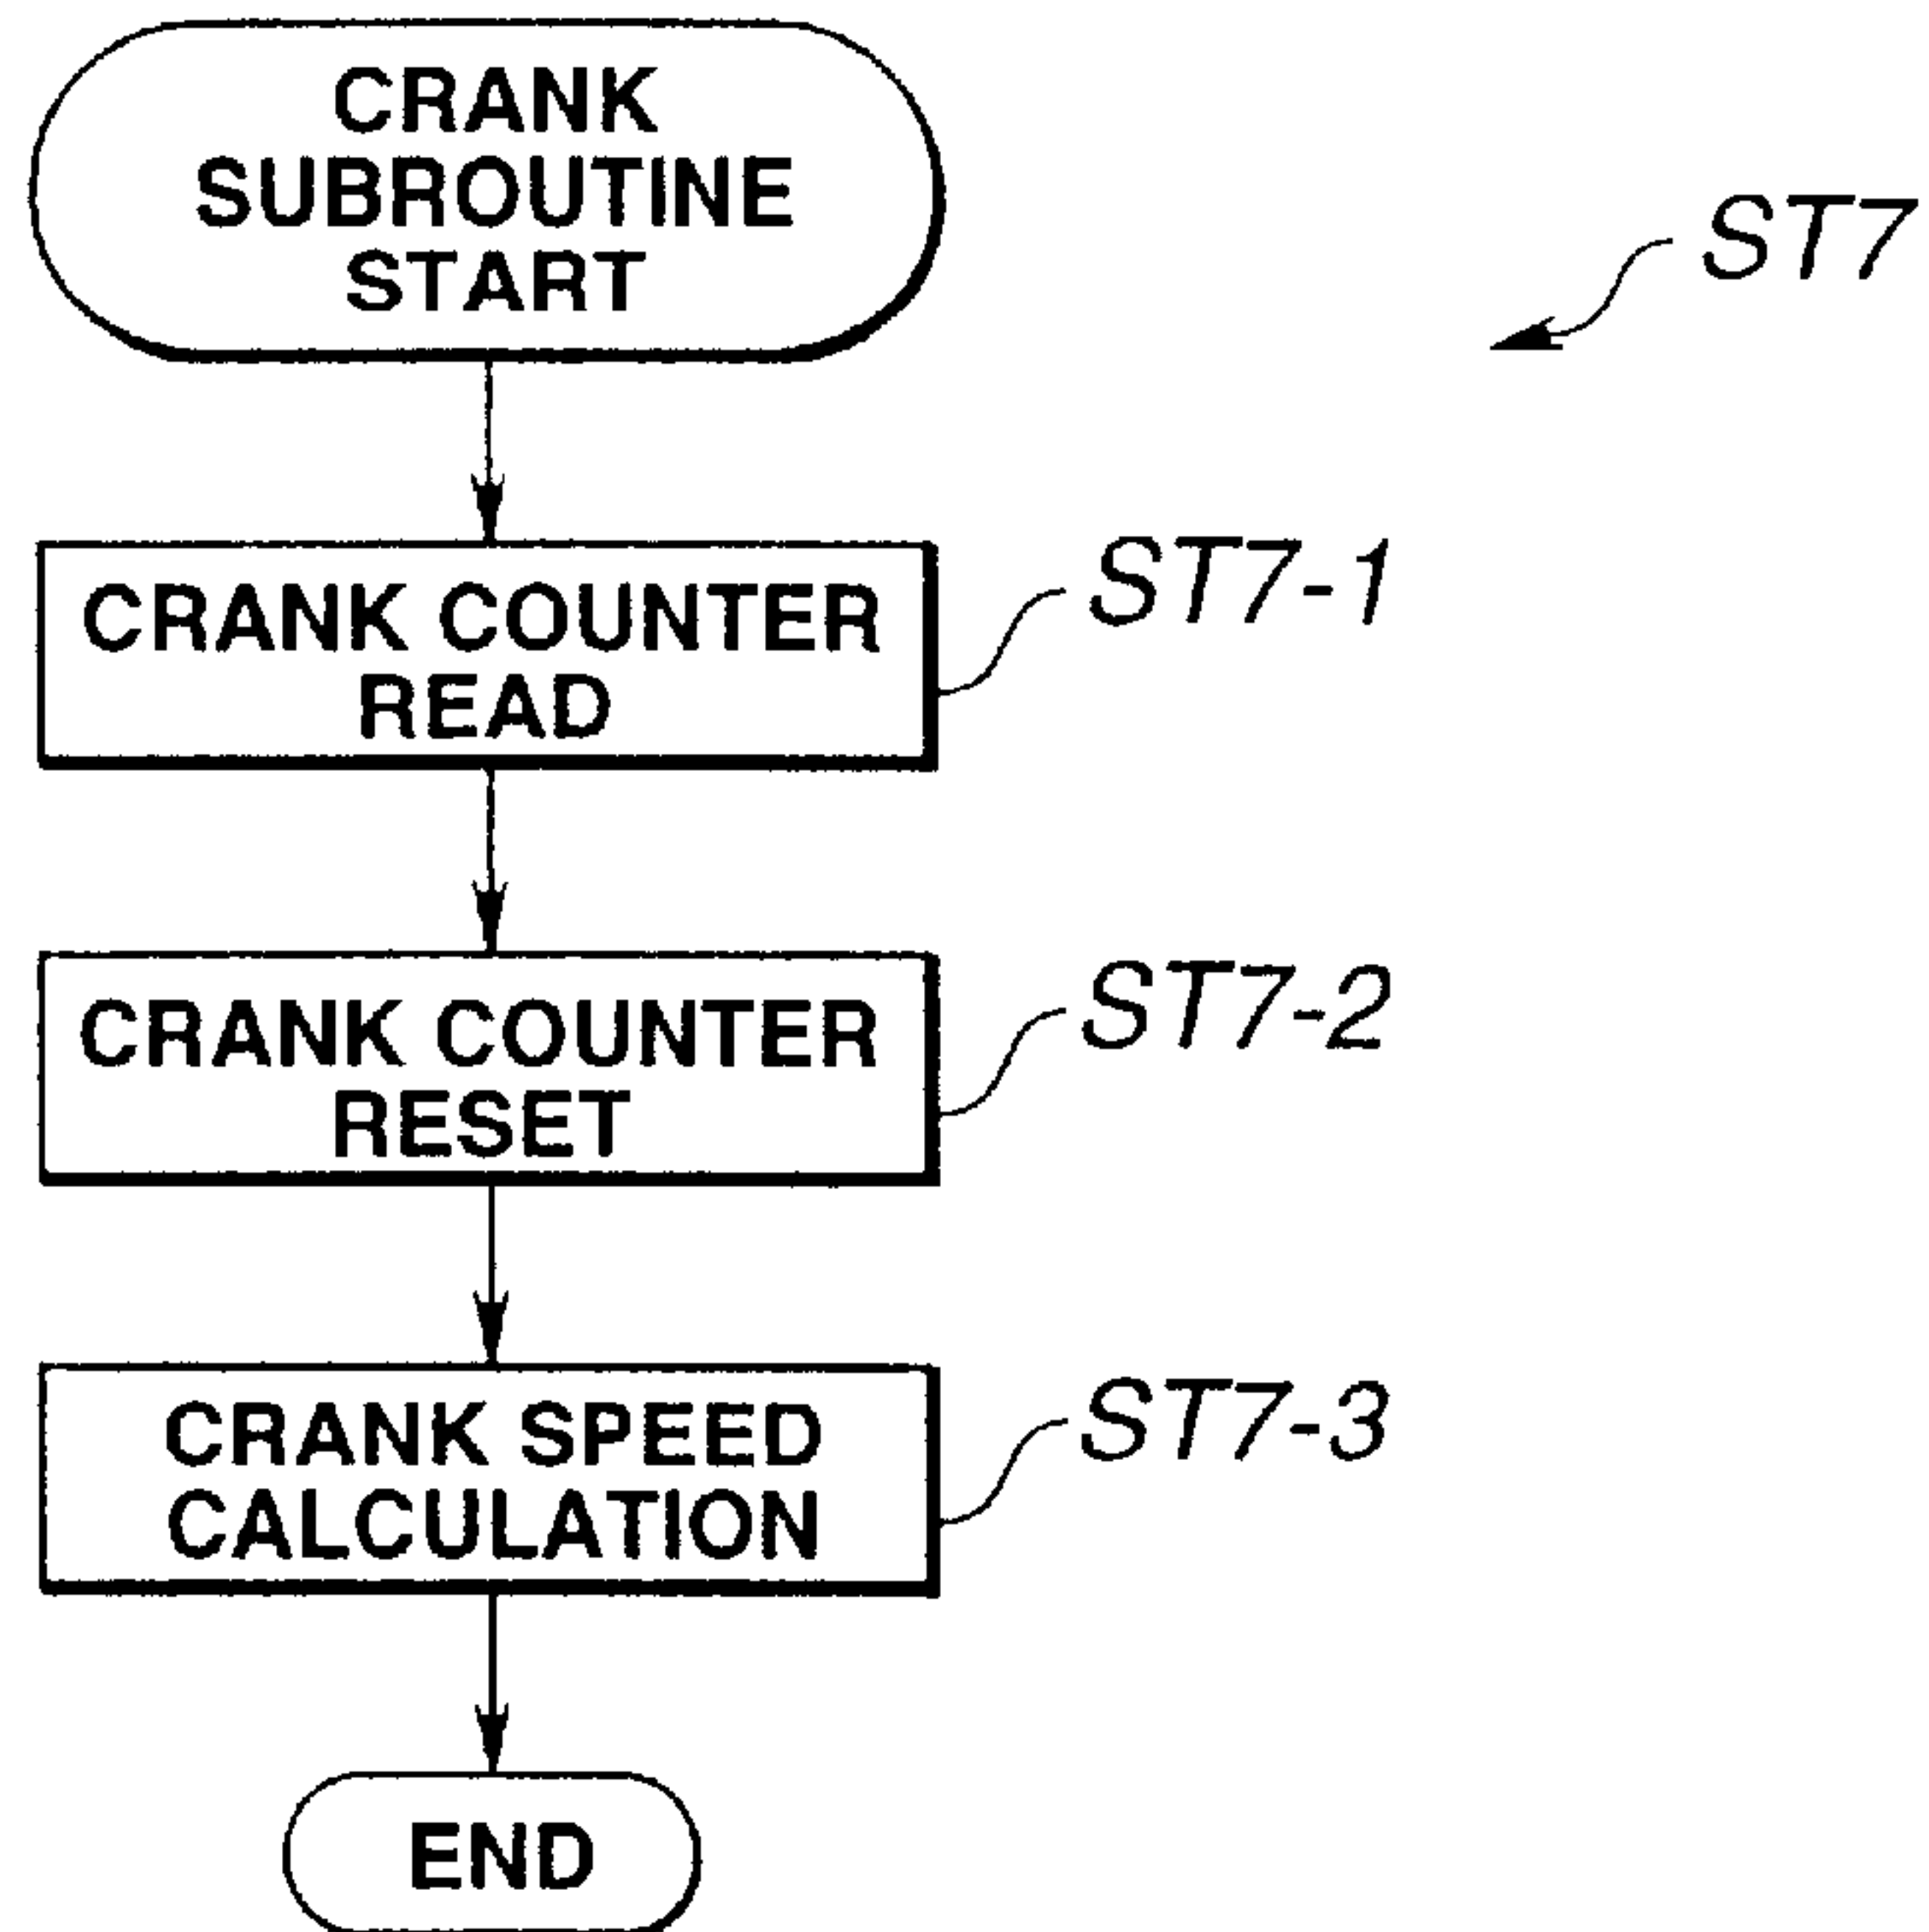 CRANK
SUBROUTINE
START
ST7
CRANK COUNTER
READ
ST7-1
CRANK COUNTER
RESET
ST7-2
CRANK SPEED
CALCULATION
ST7-3
END